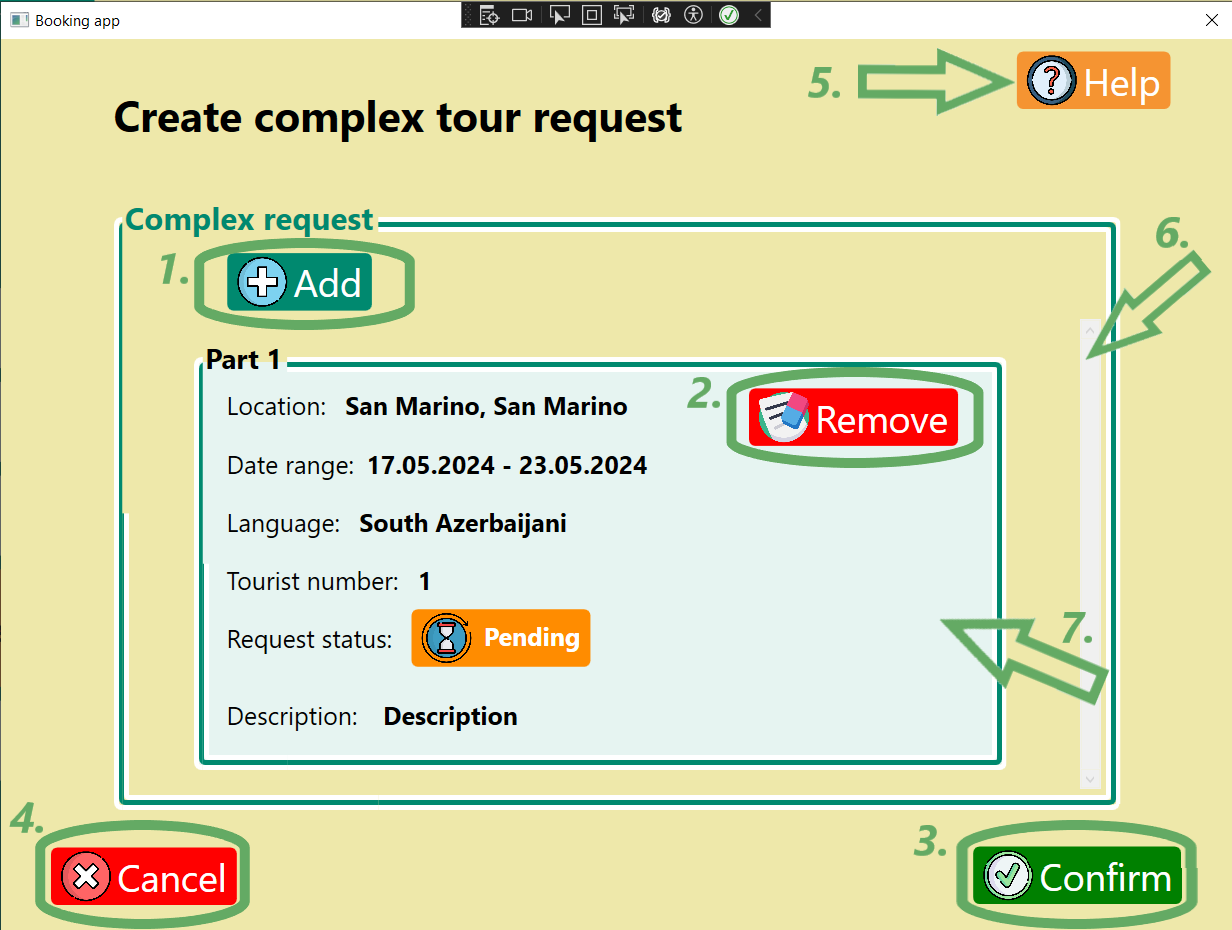 Booking app
5.
Help
Create complex tour request
Complex request
6.
1.
Add
Part 1
2.
Remove
Location: San Marino, San Marino
Date range: 17.05.2024 - 23.05.2024
Language: South Azerbaijani
Tourist number: 1
7.
Request status: Pending
Description: Description
4.
Cancel
3.
Confirm